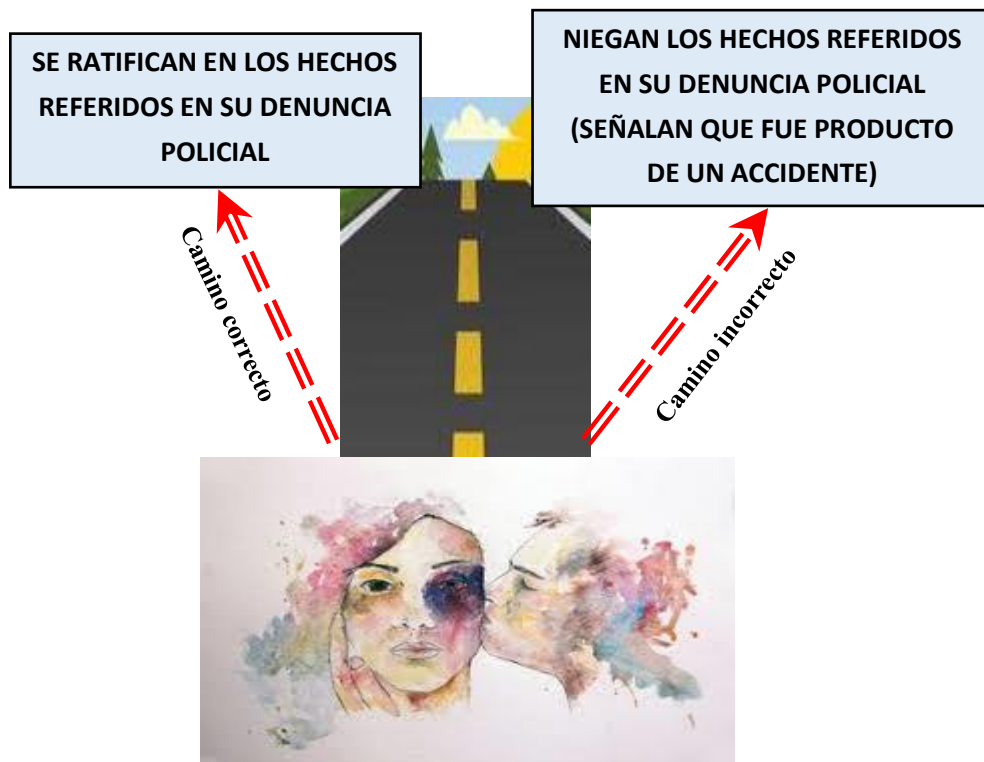 SE RATIFICAN EN LOS HECHOS
REFERIDOS EN SU DENUNCIA
POLICIAL
NIEGAN LOS HECHOS REFERIDOS
EN SU DENUNCIA POLICIAL
(SEÑALAN QUE FUE PRODUCTO
DE UN ACCIDENTE)
Camino correcto
Camino incorrecto